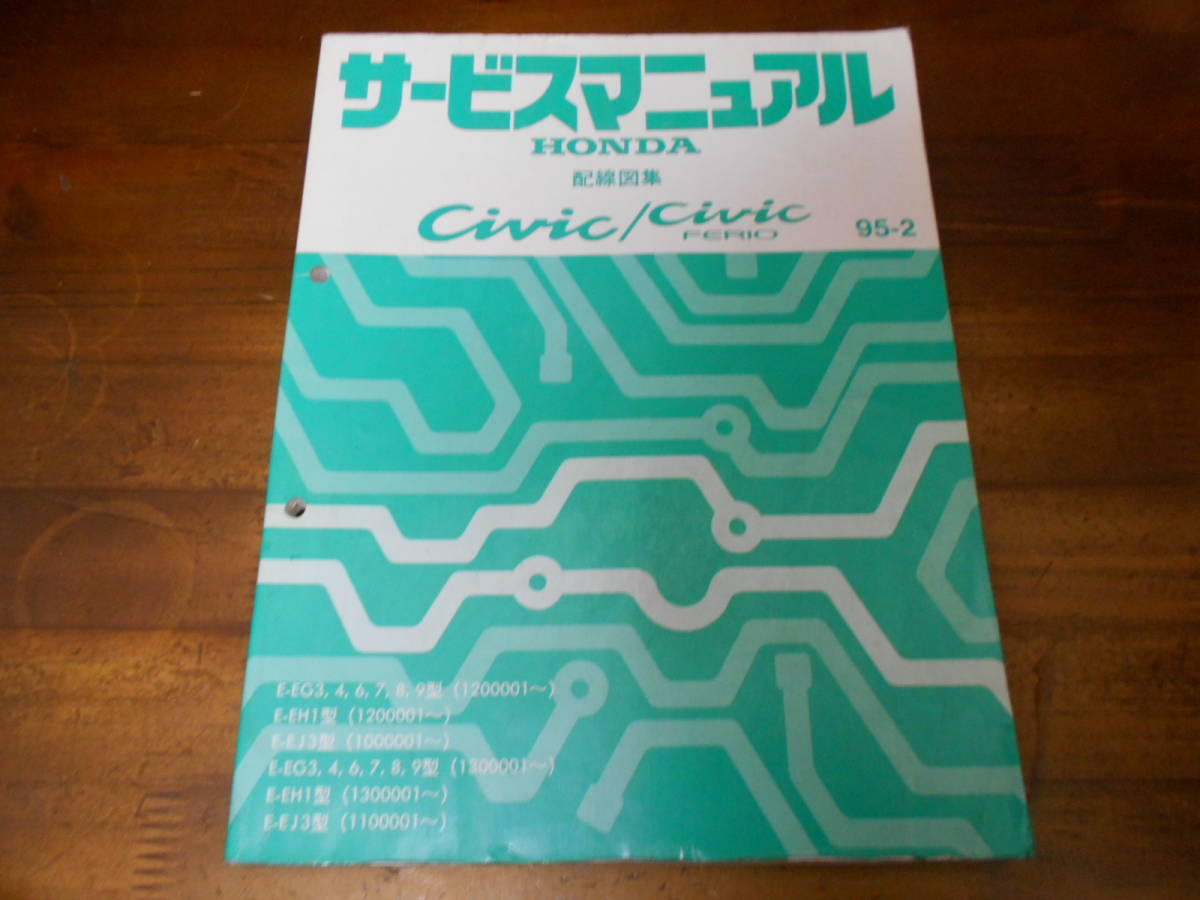 サービスマニュアル
HONDA
配線図集
Civic/Civic FERIO 95-2
E-EG3, 4, 6, 7, 8, 9型 (1200001～)
E-EH1型 (1200001～)
E-EJ3型 (1000001～)
E-EG3, 4, 6, 7, 8, 9型 (1300001～)
E-EH1型 (1300001～)
E-EJ3型 (1100001～)